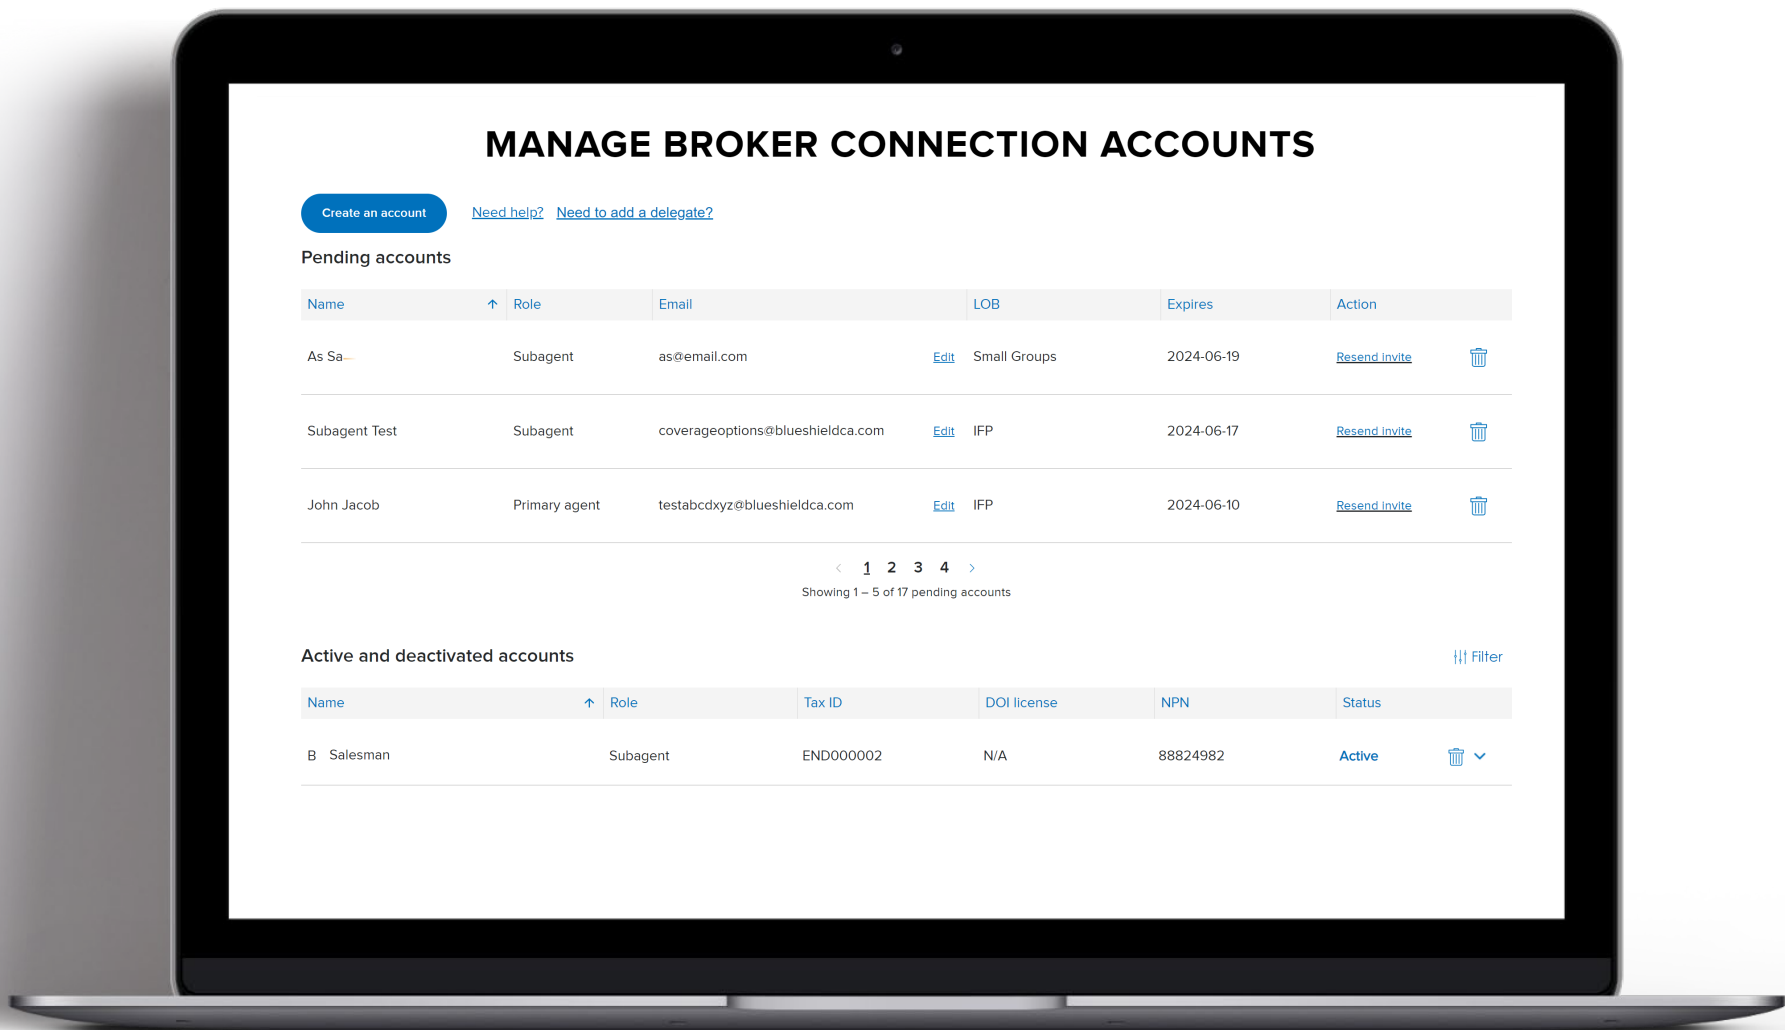 MANAGE BROKER CONNECTION ACCOUNTS
Create an account Need help? Need to add a delegate?
Pending accounts
Name Role Email LOB Expires Action
As Sa Subagent as@email.com Edit Small Groups 2024-06-19 Resend invite
Subagent Test Subagent coverageoptions@blueshieldca.com Edit IFP 2024-06-17 Resend invite
John Jacob Primary agent testabcdxyz@blueshieldca.com Edit IFP 2024-06-10 Resend invite
1 2 3 4
Showing 1 – 5 of 17 pending accounts
Active and deactivated accounts Filter
Name Role Tax ID DOI license NPN Status
B Salesman Subagent END000002 N/A 88824982 Active